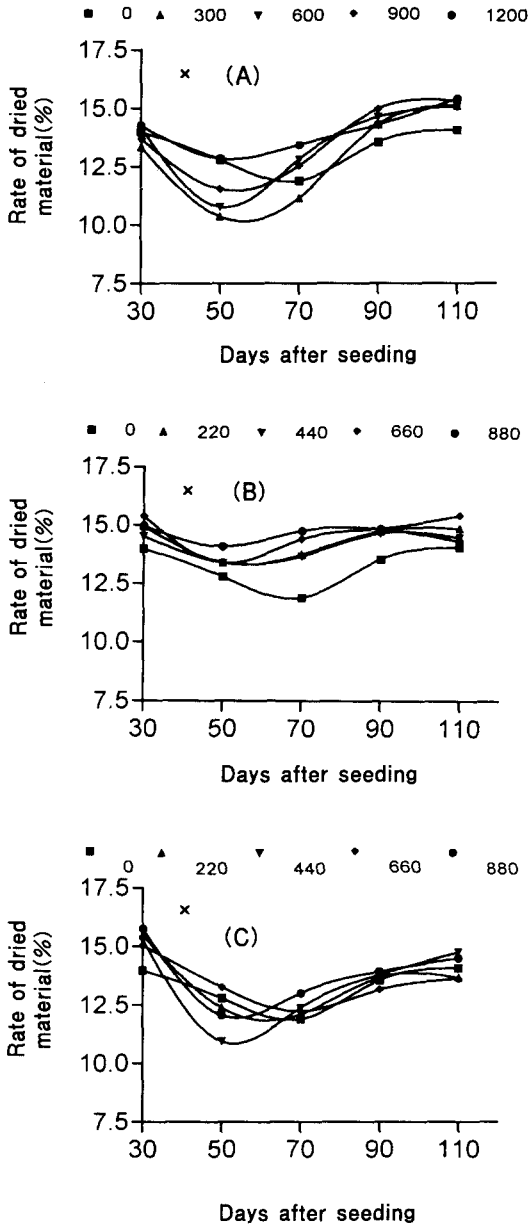 ■ 0 ▲ 300 ▼ 600 ◆ 900 ● 1200
17.5
× (A)
15.0
12.5
10.0
7.5
Rate of dried
material(%)
30 50 70 90 110
Days after seeding
■ 0 ▲ 220 ▼ 440 ◆ 660 ● 880
17.5
× (B)
15.0
12.5
10.0
7.5
Rate of dried
material(%)
30 50 70 90 110
Days after seeding
■ 0 ▲ 220 ▼ 440 ◆ 660 ● 880
17.5
× (C)
15.0
12.5
10.0
7.5
Rate of dried
material(%)
30 50 70 90 110
Days after seeding